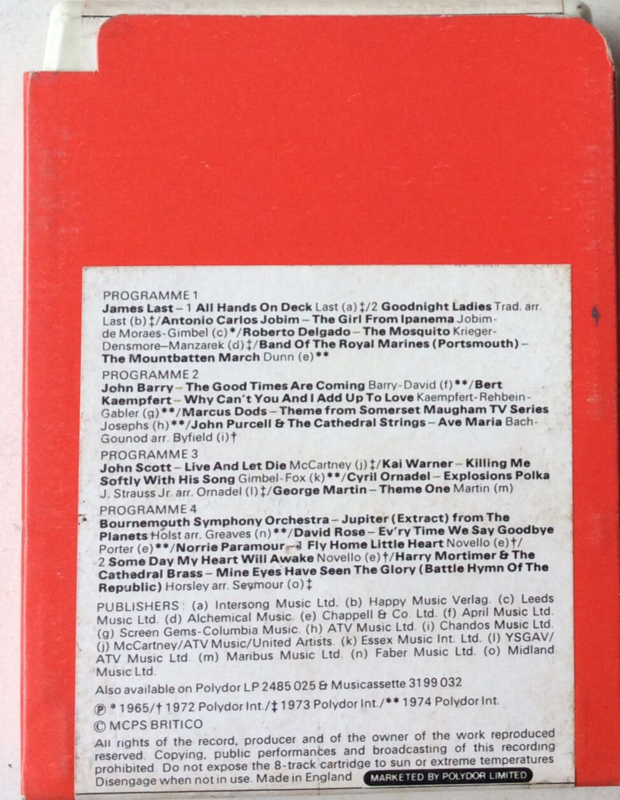 PROGRAMME 1
James Last – 1 All Hands On Deck Last (a)‡/2 Goodnight Ladies Trad. arr.
Last (b)‡/Antonio Carlos Jobim – The Girl From Ipanema Jobim-
de Moraes-Gimbel (c)*/Roberto Delgado – The Mosquito Krieger-
Densmore–Manzarek (d)‡/Band Of The Royal Marines (Portsmouth) –
The Mountbatten March Dunn (e)**
PROGRAMME 2
John Barry – The Good Times Are Coming Barry-David (f)**/Bert
Kaempfert – Why Can't You And I Add Up To Love Kaempfert-Rehbein-
Gabler (g)**/Marcus Dods – Theme from Somerset Maugham TV Series
Josephs (h)**/John Purcell & The Cathedral Strings – Ave Maria Bach-
Gounod arr. Byfield (i)†
PROGRAMME 3
John Scott – Live And Let Die McCartney (j)‡/Kai Warner – Killing Me
Softly With His Song Gimbel-Fox (k)**/Cyril Ornadel – Explosions Polka
J. Strauss Jr. arr. Ornadel (l)‡/George Martin – Theme One Martin (m)
PROGRAMME 4
Bournemouth Symphony Orchestra – Jupiter (Extract) from The
Planets Holst arr. Greaves (n)**/David Rose – Ev'ry Time We Say Goodbye
Porter (e)**/Norrie Paramour – 1 Fly Home Little Heart Novello (e)†/
2 Some Day My Heart Will Awake Novello (e)†/Harry Mortimer & The
Cathedral Brass – Mine Eyes Have Seen The Glory (Battle Hymn Of The
Republic) Horsley arr. Seymour (o)‡
PUBLISHERS: (a) Intersong Music Ltd. (b) Happy Music Verlag. (c) Leeds
Music Ltd. (d) Alchemical Music. (e) Chappell & Co. Ltd. (f) April Music Ltd.
(g) Screen Gems-Columbia Music. (h) ATV Music Ltd. (i) Chandos Music Ltd.
(j) McCartney/ATV Music/United Artists. (k) Essex Music Int. Ltd. (l) YSGAV/
ATV Music Ltd. (m) Maribus Music Ltd. (n) Faber Music Ltd. (o) Midland
Music Ltd.
Also available on Polydor LP 2485 025 & Musicassette 3199 032
℗ * 1965/† 1972 Polydor Int./‡ 1973 Polydor Int./** 1974 Polydor Int.
© MCPS BRITICO
All rights of the record, producer and of the owner of the work reproduced
reserved. Copying, public performances and broadcasting of this recording
prohibited. Do not expose the 8-track cartridge to sun or extreme temperatures
Disengage when not in use. Made in England MARKETED BY POLYDOR LIMITED